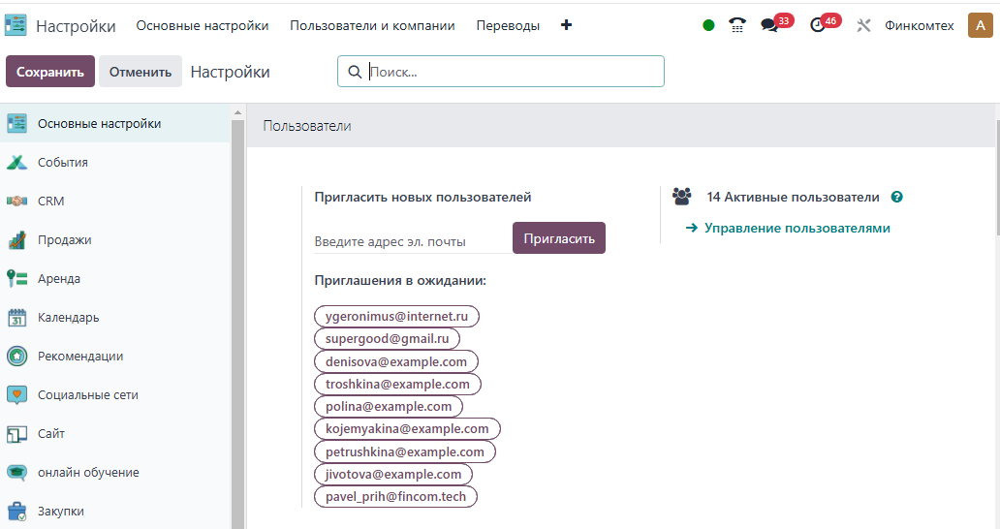 Настройки Основные настройки Пользователи и компании Переводы + 33 46 Финкомтех A
Сохранить Отменить Настройки Поиск...
Основные настройки
События
CRM
Продажи
Аренда
31 Календарь
Рекомендации
Социальные сети
Сайт
онлайн обучение
Закупки
Пользователи
Пригласить новых пользователей
Введите адрес эл. почты Пригласить
Приглашения в ожидании:
ygeronimus@internet.ru
supergood@gmail.ru
denisova@example.com
troshkina@example.com
polina@example.com
kojemyakina@example.com
petrushkina@example.com
jivotova@example.com
pavel_prih@fincom.tech
14 Активные пользователи ?
→ Управление пользователями